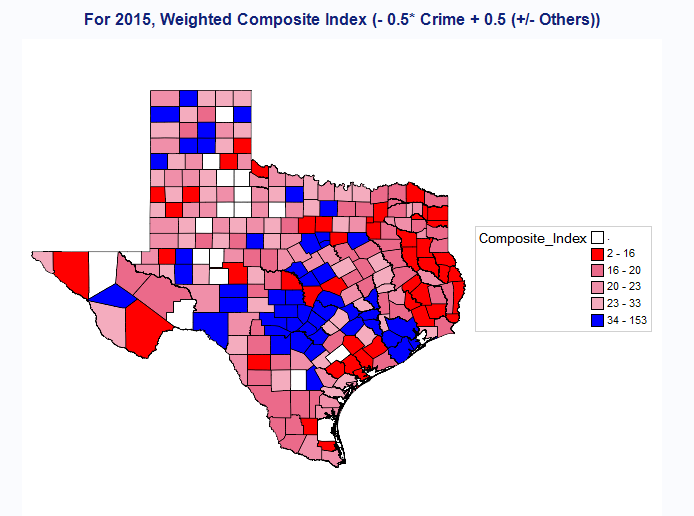 For 2015, Weighted Composite Index (- 0.5* Crime + 0.5 (+/- Others))
Composite_Index
.
2 - 16
16 - 20
20 - 23
23 - 33
34 - 153